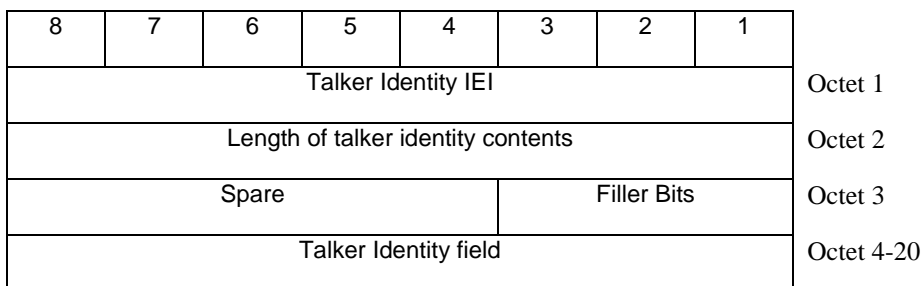 8 7 6 5 4 3 2 1
Talker Identity IEI Octet 1
Length of talker identity contents Octet 2
Spare Filler Bits Octet 3
Talker Identity field Octet 4-20